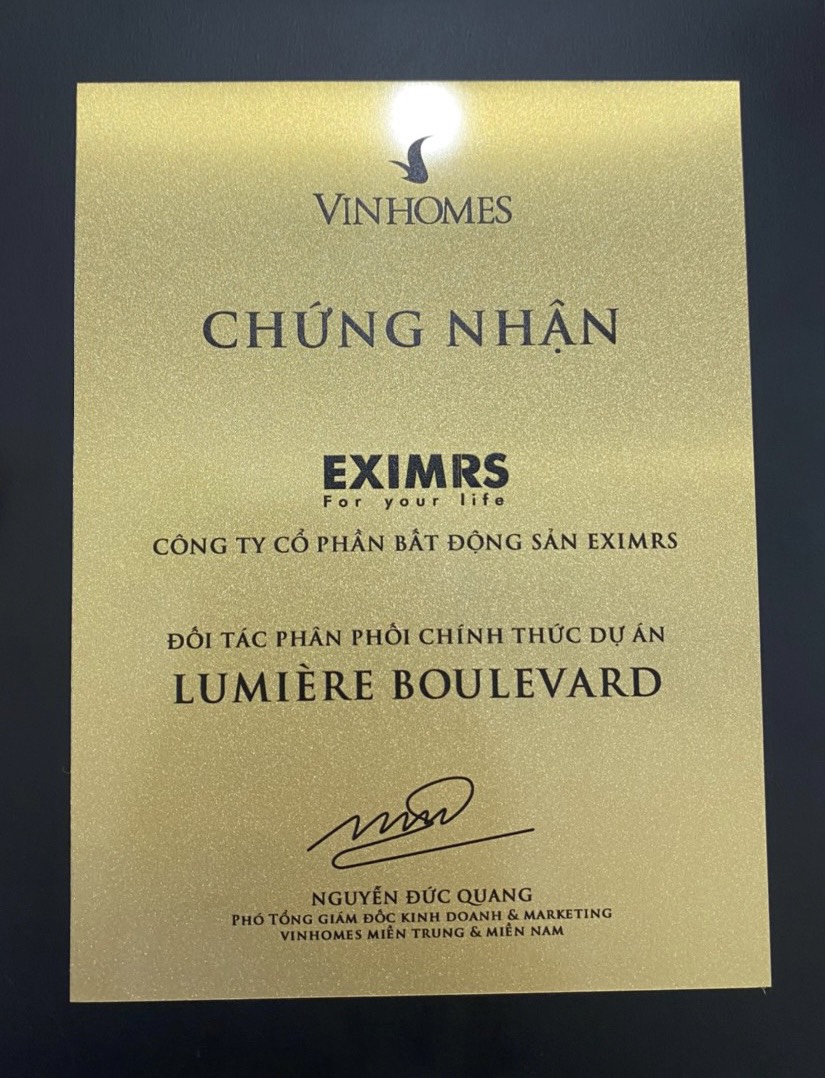 VINHOMES
CHỨNG NHẬN
EXIMRS
For your life
CÔNG TY CỔ PHẦN BẤT ĐỘNG SẢN EXIMRS
ĐỐI TÁC PHÂN PHỐI CHÍNH THỨC DỰ ÁN
LUMIÈRE BOULEVARD
NGUYỄN ĐỨC QUANG
PHÓ TỔNG GIÁM ĐỐC KINH DOANH & MARKETING
VINHOMES MIỀN TRUNG & MIỀN NAM